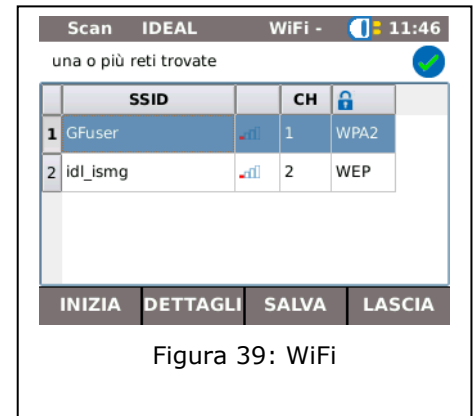 Scan IDEAL WiFi - 11:46
una o più reti trovate
SSID CH
1 GFuser 1 WPA2
2 idl_ismg 2 WEP
INIZIA DETTAGLI SALVA LASCIA
Figura 39: WiFi